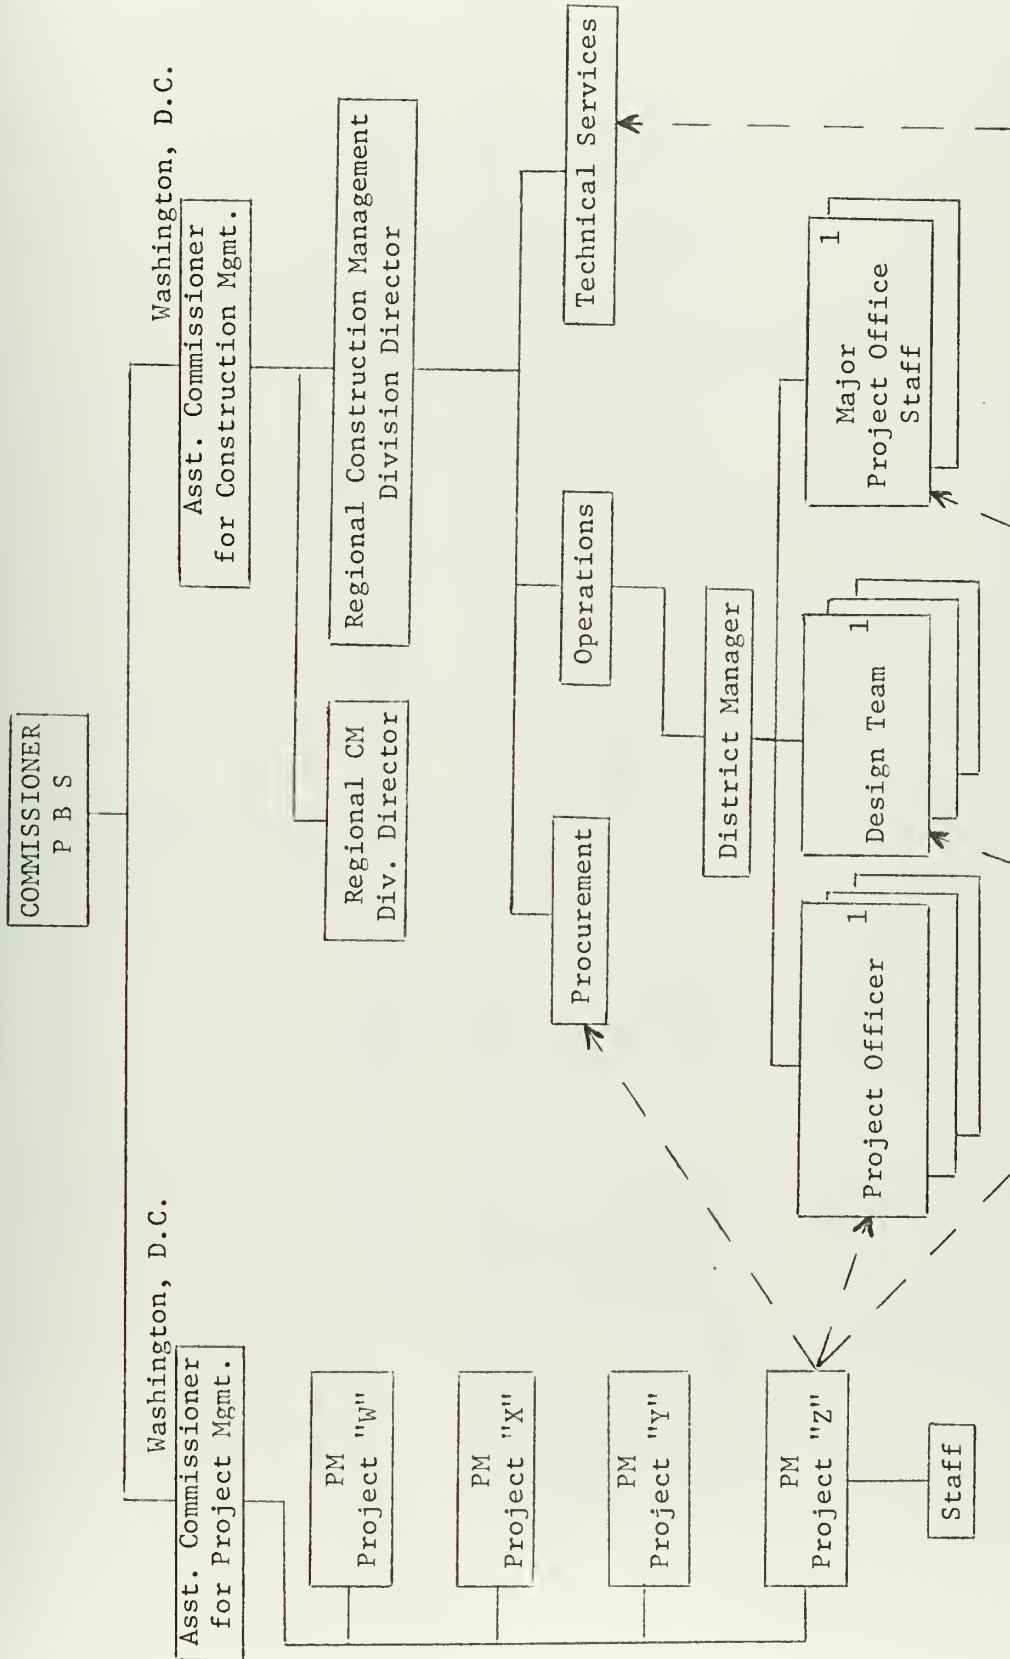 COMMISSIONER
P B S
Washington, D.C.
Asst. Commissioner
for Project Mgmt.
Washington, D.C.
Asst. Commissioner
for Construction Mgmt.
PM
Project "W"
PM
Project "X"
PM
Project "Y"
PM
Project "Z"
Staff
Regional CM
Div. Director
Regional Construction Management
Division Director
Procurement
Operations
Technical Services
District Manager
1
Project Officer
1
Design Team
1
Major
Project Office
Staff